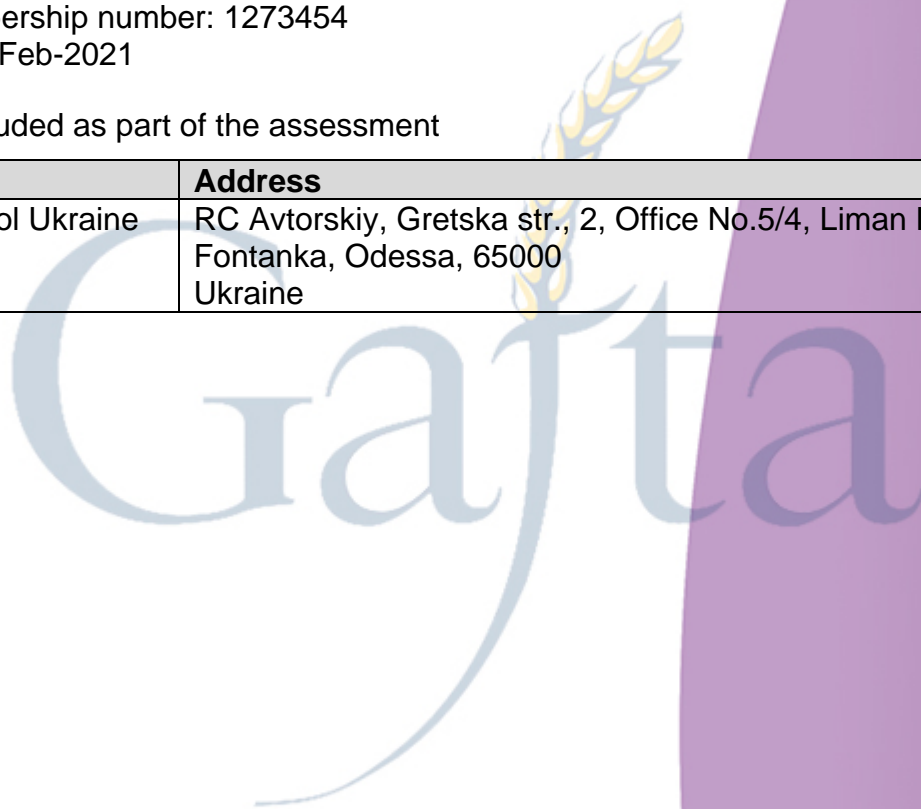 ership number: 1273454
Feb-2021
uded as part of the assessment
Address
ol Ukraine
RC Avtorskiy, Gretska str., 2, Office No.5/4, Liman
Fontanka, Odessa, 65000
Ukraine
Gafta